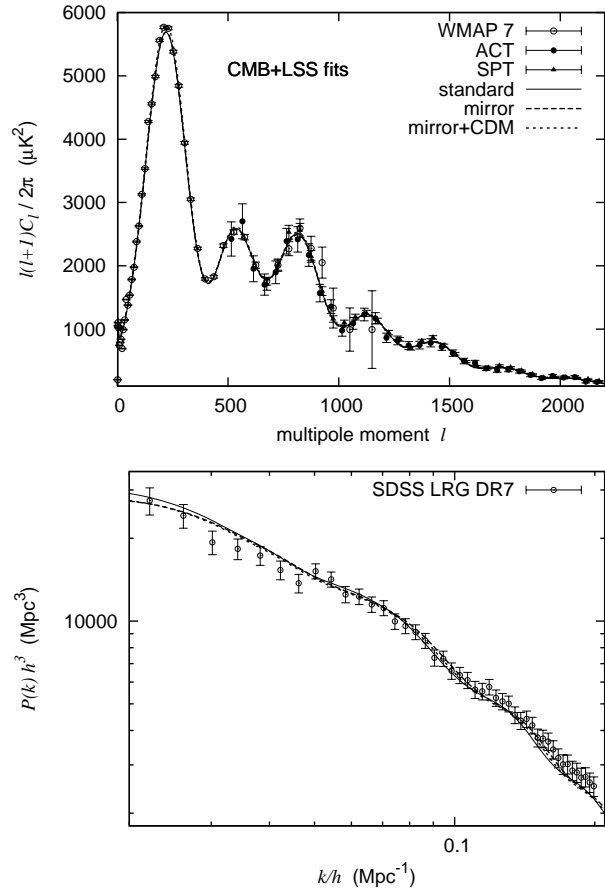 6000
5000
4000
3000
2000
1000
l(l+1)C_l / 2π (μK²)
CMB+LSS fits
WMAP 7
ACT
SPT
standard
mirror
mirror+CDM
0
500
1000
1500
2000
multipole moment l
SDSS LRG DR7
10000
P(k) h³ (Mpc³)
0.1
k/h (Mpc⁻¹)